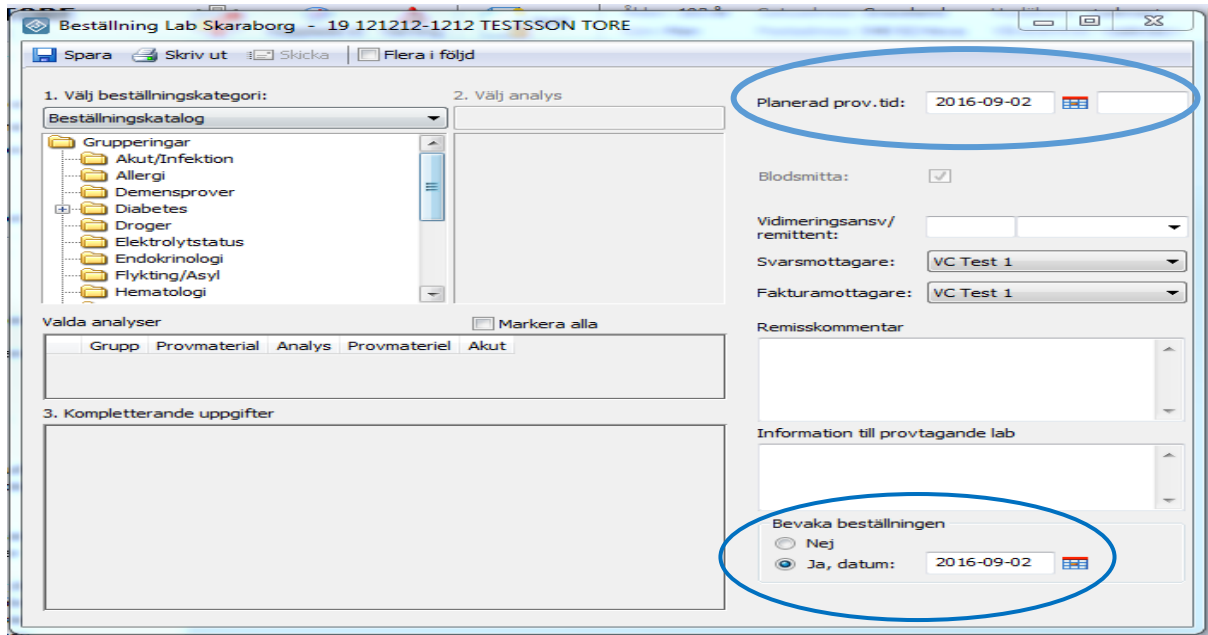 Beställning Lab Skaraborg - 19 121212-1212 TESTSSON TORE
Spara Skriv ut Skicka Flera i följd
1. Välj beställningskategori:
Beställningskatalog
Grupperingar
Akut/Infektion
Allergi
Demensprover
Diabetes
Droger
Elektrolytstatus
Endokrinologi
Flykting/Asyl
Hematologi
2. Välj analys
Valda analyser
Markera alla
Grupp Provmaterial Analys Provmateriel Akut
3. Kompletterande uppgifter
Planerad prov.tid: 2016-09-02
Blodsmitta:
Vidimeringsansv/
remittent:
Svarsmottagare: VC Test 1
Fakturamottagare: VC Test 1
Remisskommentar
Information till provtagande lab
Bevaka beställningen
Nej
Ja, datum: 2016-09-02